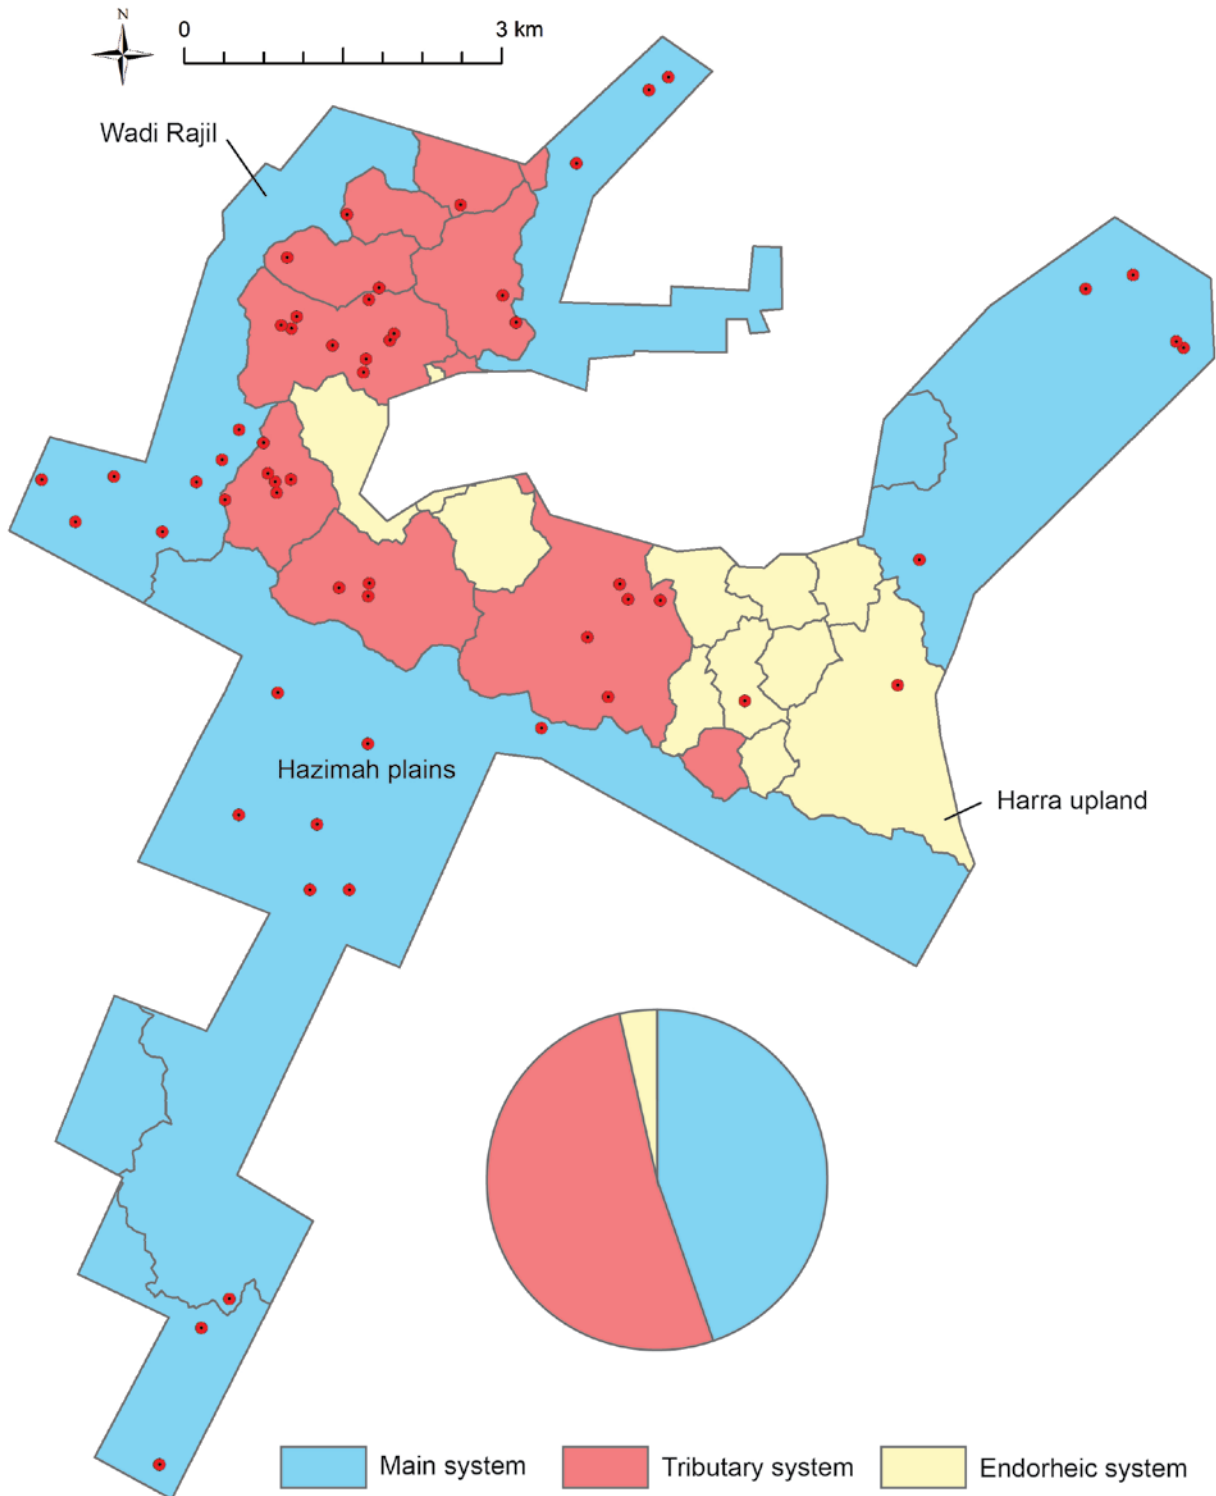 N
0 3 km
Wadi Rajil
Hazimah plains
Harra upland
Main system
Tributary system
Endorheic system